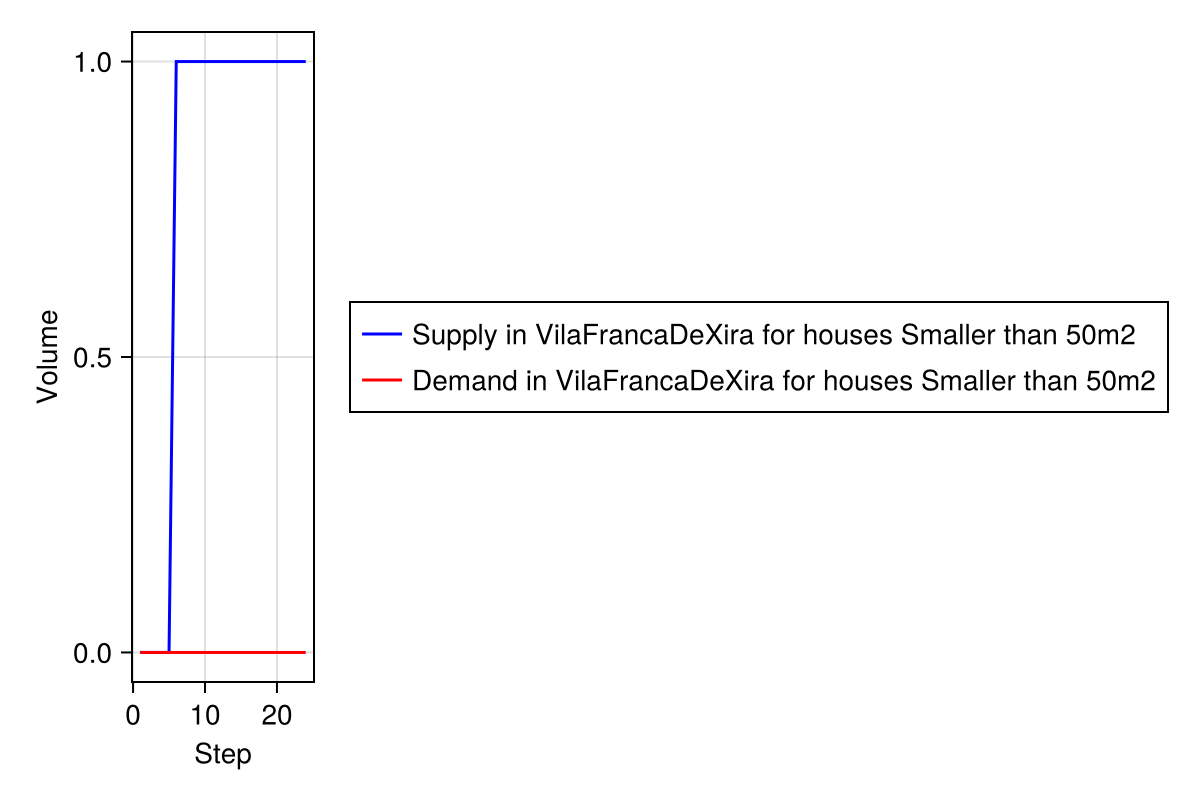 1.0
0.5
0.0
Volume
0 10 20
Step
Supply in VilaFrancaDeXira for houses Smaller than 50m2
Demand in VilaFrancaDeXira for houses Smaller than 50m2